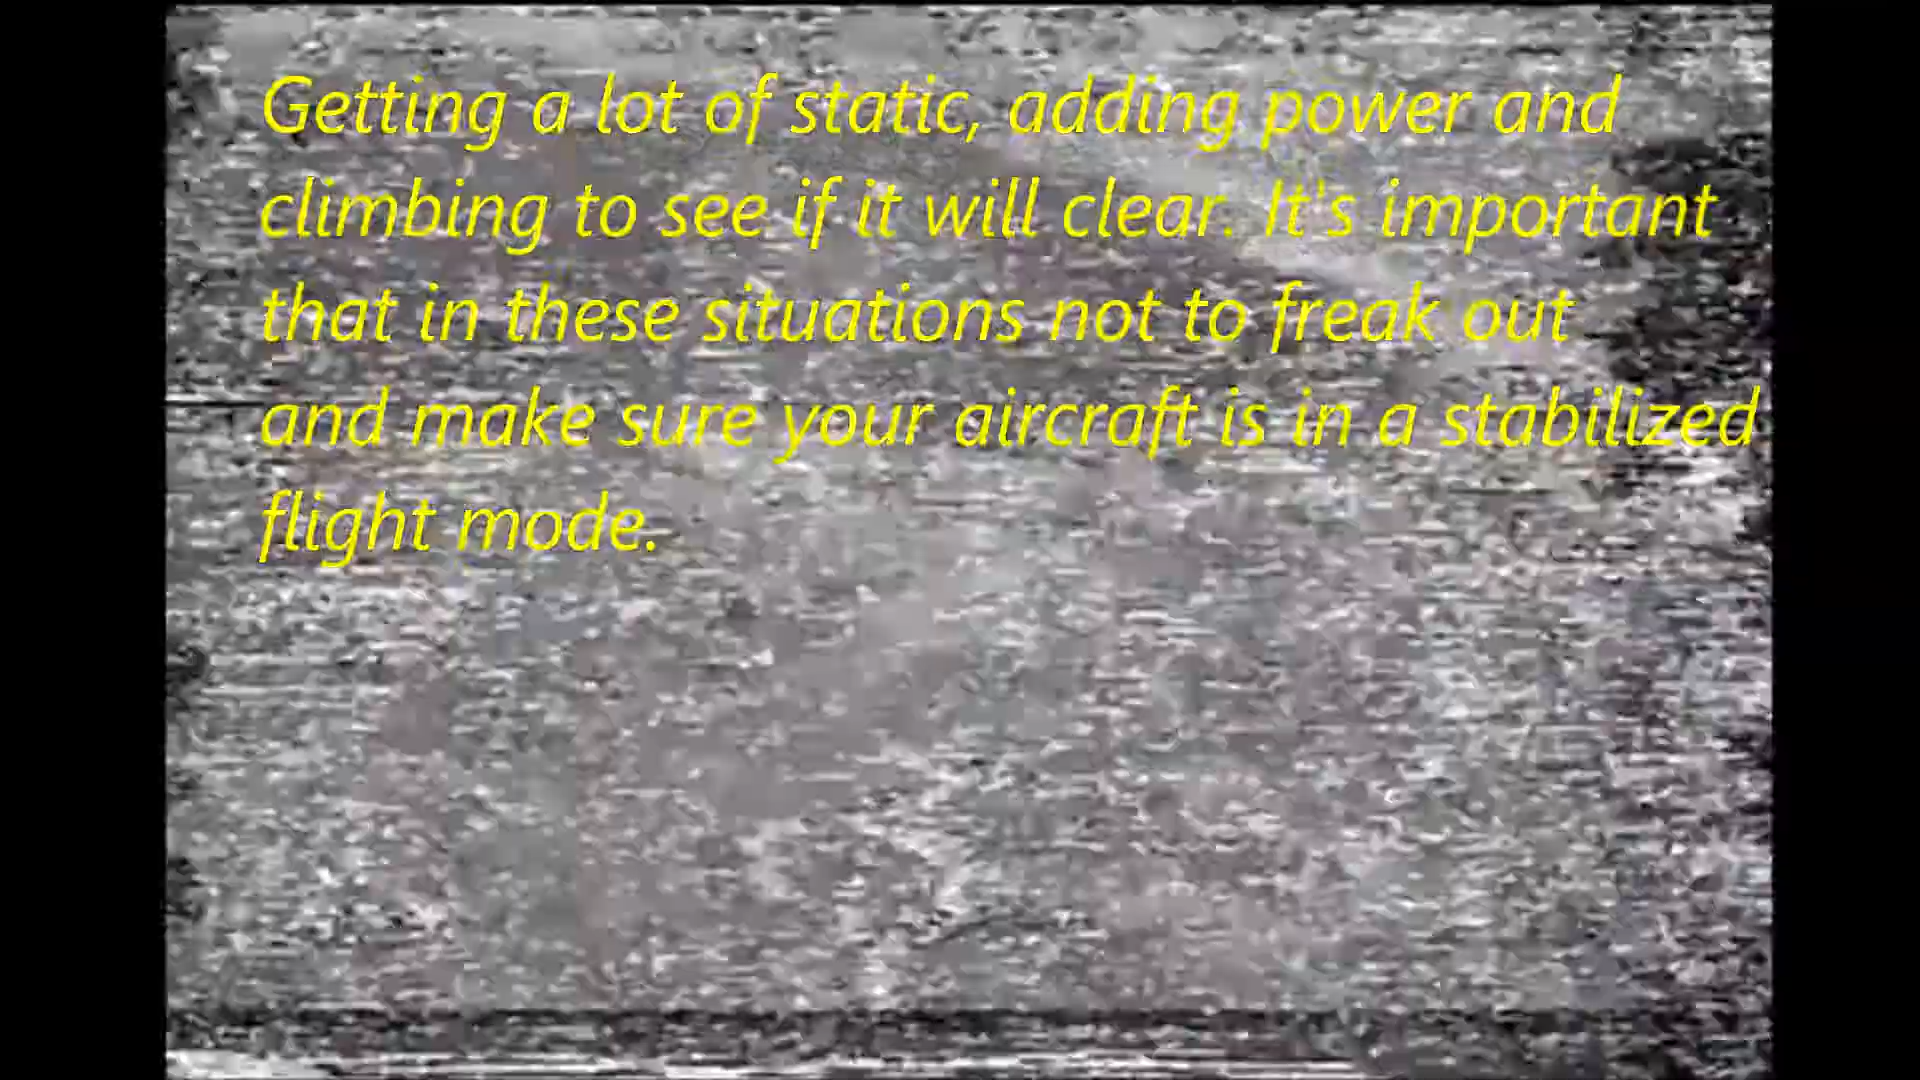 Getting a lot of static, adding power and
climbing to see if it will clear. It's important
that in these situations not to freak out
and make sure your aircraft is in a stabilized
flight mode.